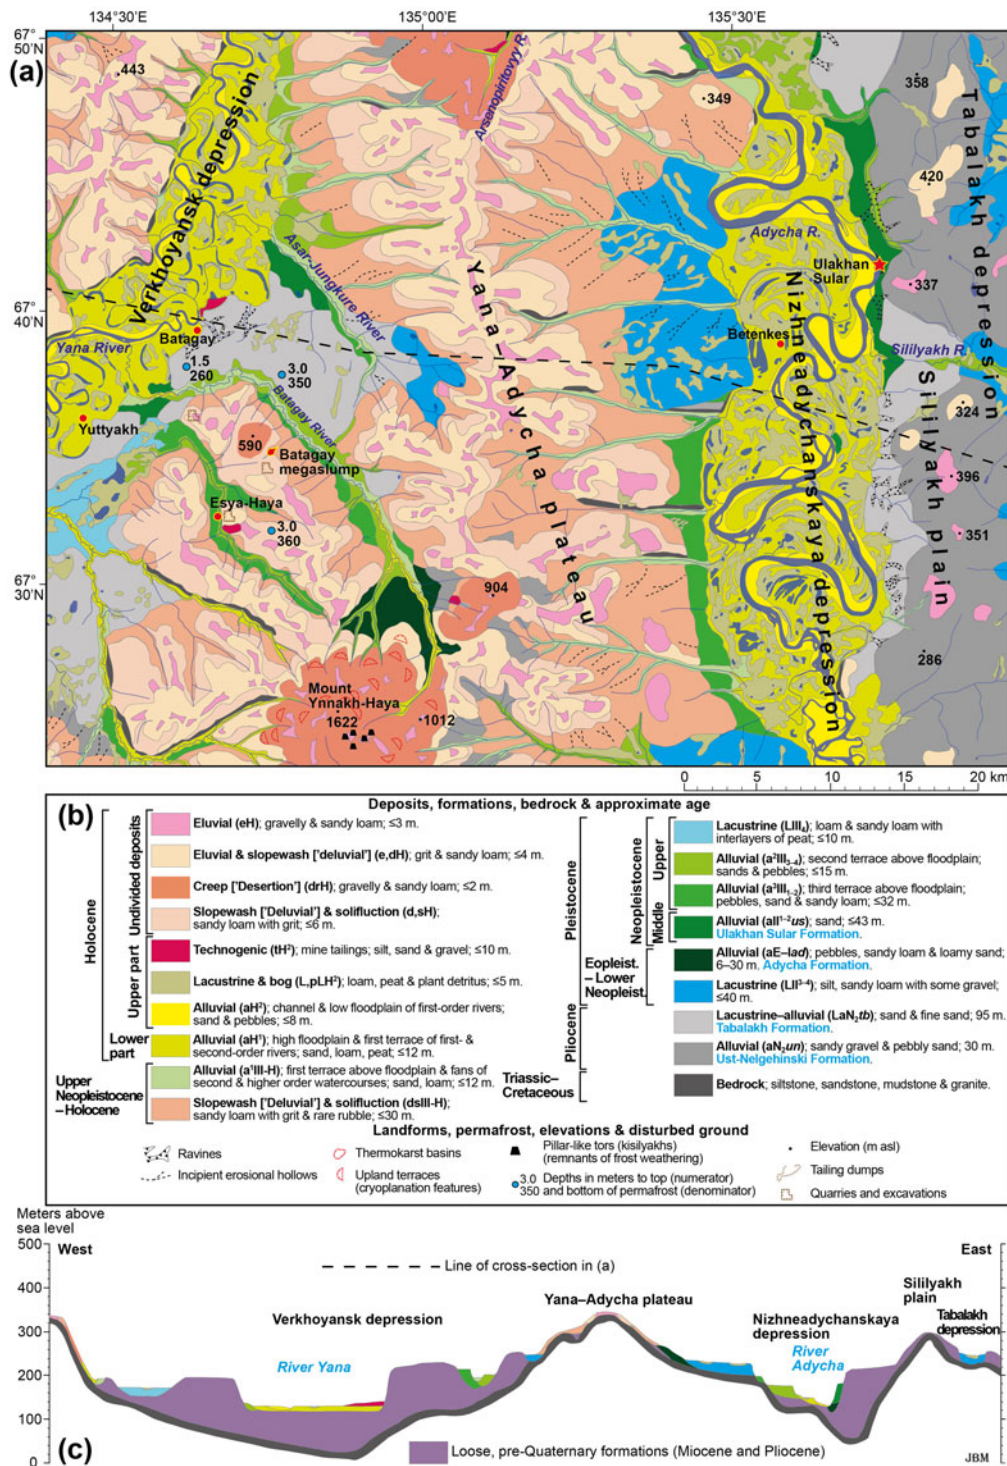 134°30'E 135°00'E 135°30'E
67°
50'N
(a)
443
Verkhoyansk depression
Arsenopiritovyy R.
349
358
Tabalakh depression
420
Adycha R.
Ulakhan
Sular
337
Asar-Jungkure River
67°
40'N
Yana River
Batagay
1.5
260
3.0
350
Yana–Adycha plateau
Nizhneadychanskaya depression
Betenkes
Sililyakh R.
Sililyakh plain
324
Yuttyakh
Batagay River
590
Batagay
megaslump
396
Esya-Haya
3.0
360
351
67°
30'N
904
286
Mount
Ynnakh-Haya
1622
1012
0 5 10 15 20 km
(b)
Deposits, formations, bedrock & approximate age
Holocene
Undivided deposits
Eluvial (eH); gravelly & sandy loam; ≤3 m.
Eluvial & slopewash ['deluvial'] (e,dH); grit & sandy loam; ≤4 m.
Creep ['Desertion'] (drH); gravelly & sandy loam; ≤2 m.
Slopewash ['Deluvial'] & solifluction (d,sH);
sandy loam with grit; ≤6 m.
Upper part
Technogenic (tH²); mine tailings; silt, sand & gravel; ≤10 m.
Lacustrine & bog (L,pLH²); loam, peat & plant detritus; ≤5 m.
Alluvial (aH²); channel & low floodplain of first-order rivers;
sand & pebbles; ≤8 m.
Lower
part
Alluvial (aH¹); high floodplain & first terrace of first- &
second-order rivers; sand, loam, peat; ≤12 m.
Upper
Neopleistocene
–Holocene
Alluvial (a¹III-H); first terrace above floodplain & fans of
second & higher order watercourses; sand, loam; ≤12 m.
Slopewash ['Deluvial'] & solifluction (dsIII-H);
sandy loam with grit & rare rubble; ≤30 m.
Pleistocene
Neopleistocene
Upper
Lacustrine (LIII₄); loam & sandy loam with
interlayers of peat; ≤10 m.
Alluvial (a²III₃₋₄); second terrace above floodplain;
sands & pebbles; ≤15 m.
Alluvial (a²III₁₋₂); third terrace above floodplain;
pebbles, sand & sandy loam; ≤32 m.
Middle
Alluvial (aII¹⁻²us); sand; ≤43 m.
Ulakhan Sular Formation.
Eopleist.
–Lower
Neopleist.
Alluvial (aE–lad); pebbles, sandy loam & loamy sand;
6–30 m. Adycha Formation.
Lacustrine (LII³⁻⁴); silt, sandy loam with some gravel;
≤40 m.
Pliocene
Lacustrine–alluvial (LaN₂tb); sand & fine sand; 95 m.
Tabalakh Formation.
Alluvial (aN₂un); sandy gravel & pebbly sand; 30 m.
Ust-Nelgehinski Formation.
Triassic–
Cretaceous
Bedrock; siltstone, sandstone, mudstone & granite.
Landforms, permafrost, elevations & disturbed ground
Ravines
Incipient erosional hollows
Thermokarst basins
Upland terraces
(cryoplanation features)
Pillar-like tors (kisilyakhs)
(remnants of frost weathering)
3.0 Depths in meters to top (numerator)
350 and bottom of permafrost (denominator)
Elevation (m asl)
Tailing dumps
Quarries and excavations
Meters above
sea level
500
400
300
200
100
0
West
East
Line of cross-section in (a)
Verkhoyansk depression
River Yana
Yana–Adycha plateau
Nizhneadychanskaya
depression
River
Adycha
Sililyakh
plain
Tabalakh
depression
(c)
Loose, pre-Quaternary formations (Miocene and Pliocene)
JBM